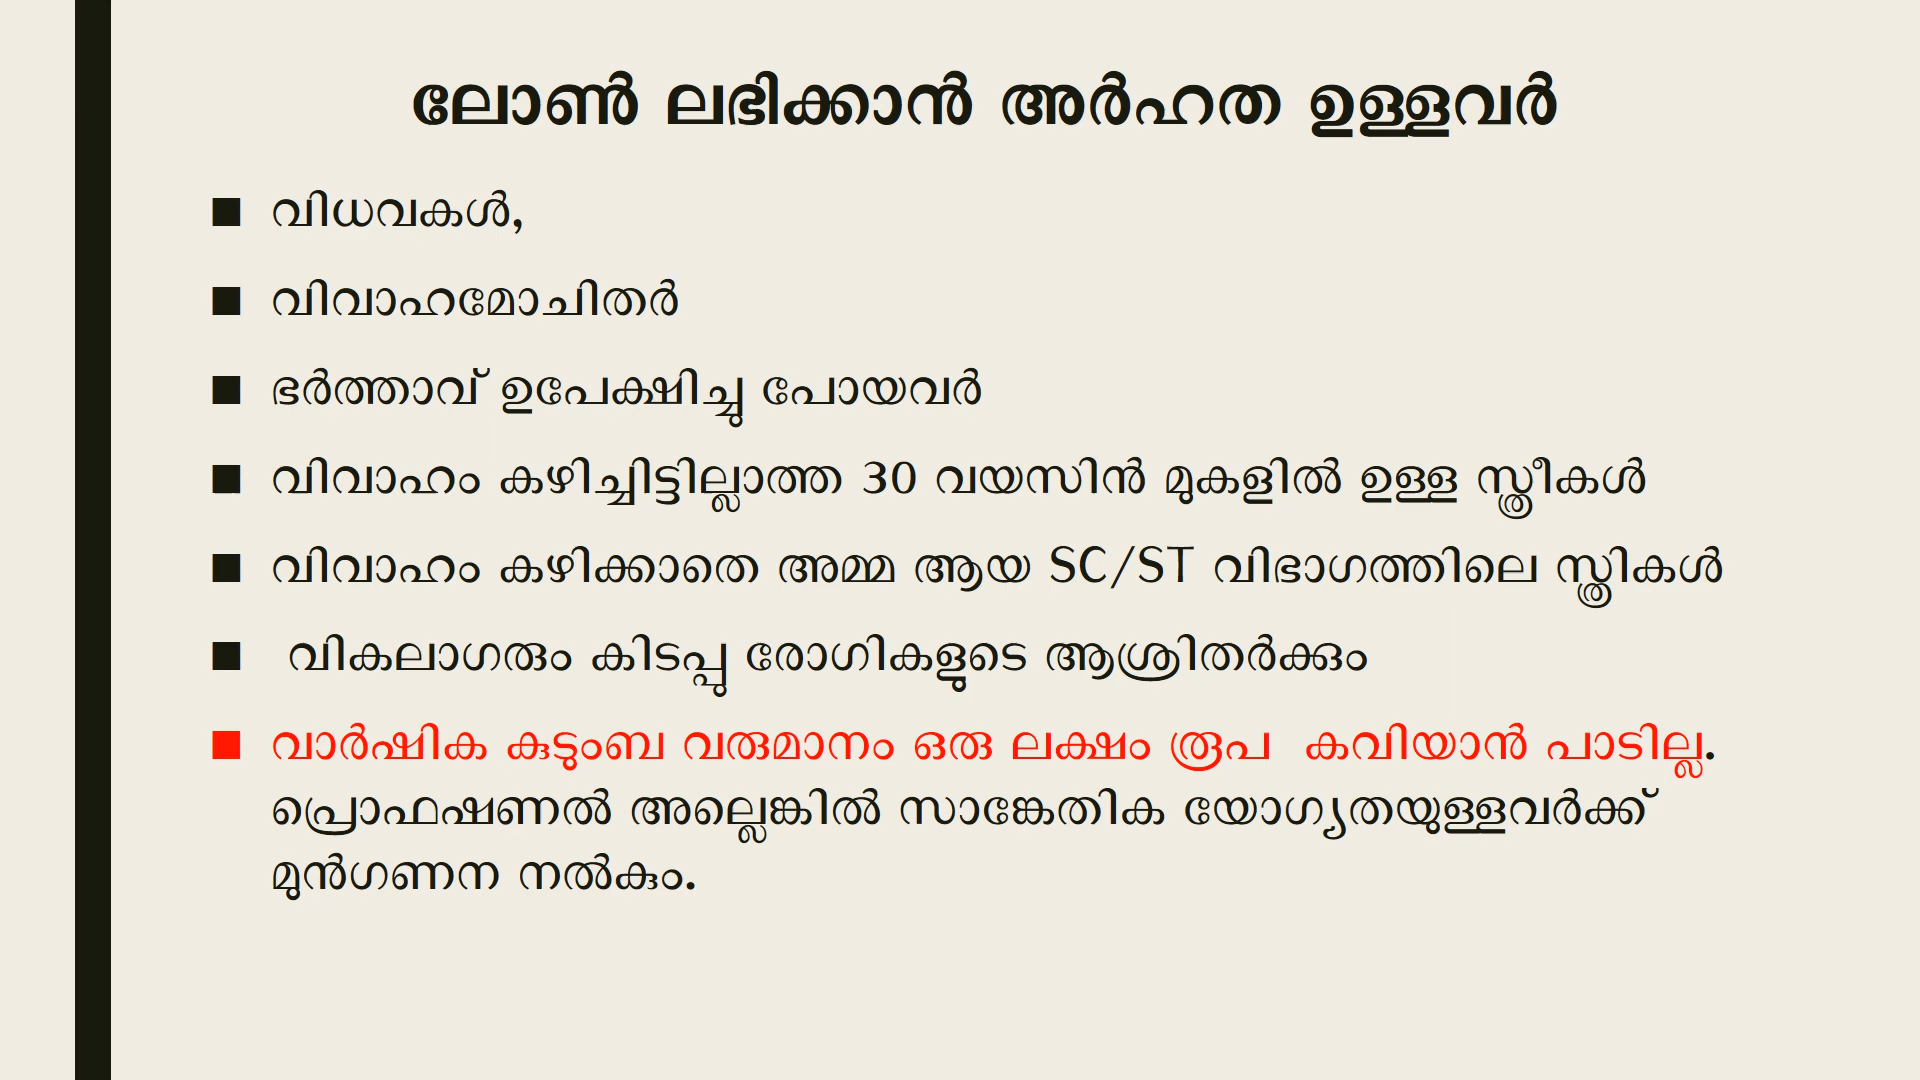 ലോൺ ലഭിക്കാൻ അർഹത ഉള്ളവർ
■ വിധവകൾ,
■ വിവാഹമോചിതർ
■ ഭർത്താവ് ഉപേക്ഷിച്ചു പോയവർ
■ വിവാഹം കഴിച്ചിട്ടില്ലാത്ത 30 വയസിൻ മുകളിൽ ഉള്ള സ്ത്രീകൾ
■ വിവാഹം കഴിക്കാതെ അമ്മ ആയ SC/ST വിഭാഗത്തിലെ സ്ത്രികൾ
■ വികലാഗരും കിടപ്പു രോഗികളുടെ ആശ്രിതർക്കും
■ വാർഷിക കുടുംബ വരുമാനം ഒരു ലക്ഷം രൂപ കവിയാൻ പാടില്ല.
പ്രൊഫഷണൽ അല്ലെങ്കിൽ സാങ്കേതിക യോഗ്യതയുള്ളവർക്ക്
മുൻഗണന നൽകും.